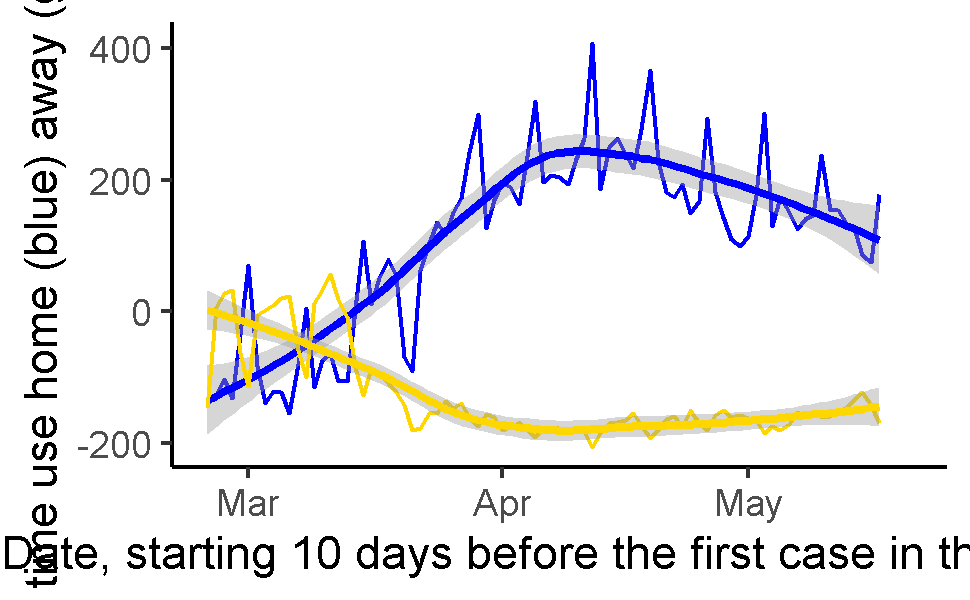 time use home (blue) away (
400
200
0
-200
Mar Apr May
Date, starting 10 days before the first case in th